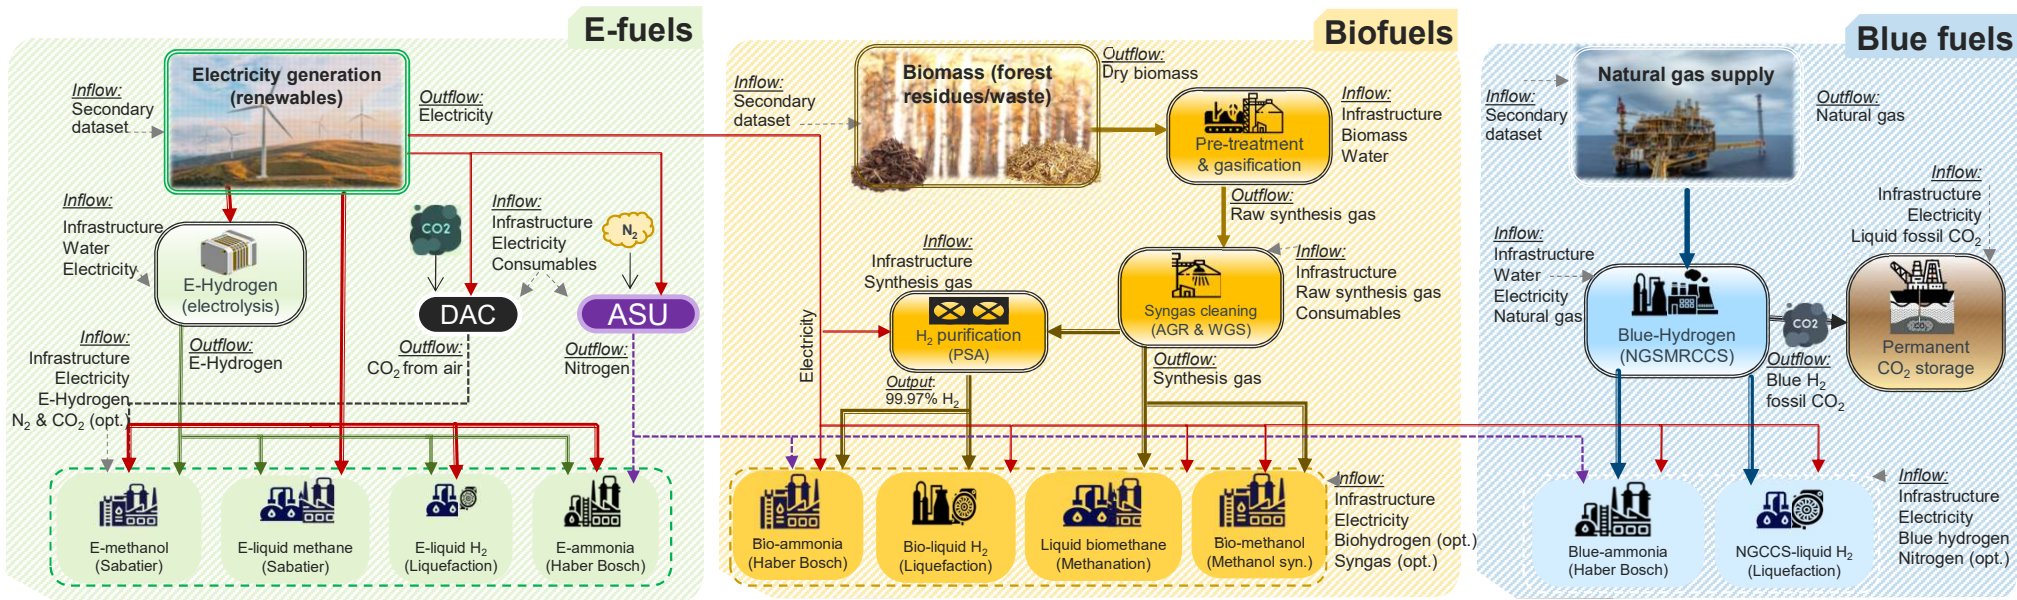 E-fuels
Electricity generation
(renewables)
Inflow:
Secondary
dataset
Outflow:
Electricity
Inflow:
Infrastructure
Water
Electricity
E-Hydrogen
(electrolysis)
CO2
Inflow:
Infrastructure
Electricity
Consumables
N2
DAC
ASU
Inflow:
Infrastructure
Electricity
E-Hydrogen
N2 & CO2 (opt.)
Outflow:
E-Hydrogen
Outflow:
CO2 from air
Outflow:
Nitrogen
E-methanol
(Sabatier)
E-liquid methane
(Sabatier)
E-liquid H2
(Liquefaction)
E-ammonia
(Haber Bosch)
Biofuels
Inflow:
Secondary
dataset
Biomass (forest
residues/waste)
Outflow:
Dry biomass
Pre-treatment
& gasification
Inflow:
Infrastructure
Biomass
Water
Outflow:
Raw synthesis gas
Inflow:
Infrastructure
Synthesis gas
Syngas cleaning
(AGR & WGS)
Inflow:
Infrastructure
Raw synthesis gas
Consumables
H2 purification
(PSA)
Electricity
Output:
99.97% H2
Outflow:
Synthesis gas
Bio-ammonia
(Haber Bosch)
Bio-liquid H2
(Liquefaction)
Liquid biomethane
(Methanation)
Bio-methanol
(Methanol syn.)
Inflow:
Infrastructure
Electricity
Biohydrogen (opt.)
Syngas (opt.)
Blue fuels
Inflow:
Secondary
dataset
Natural gas supply
Outflow:
Natural gas
Inflow:
Infrastructure
Electricity
Liquid fossil CO2
Inflow:
Infrastructure
Water
Electricity
Natural gas
Blue-Hydrogen
(NGSMRCCS)
CO2
Outflow:
Blue H2
fossil CO2
Permanent
CO2 storage
Blue-ammonia
(Haber Bosch)
NGCCS-liquid H2
(Liquefaction)
Inflow:
Infrastructure
Electricity
Blue hydrogen
Nitrogen (opt.)